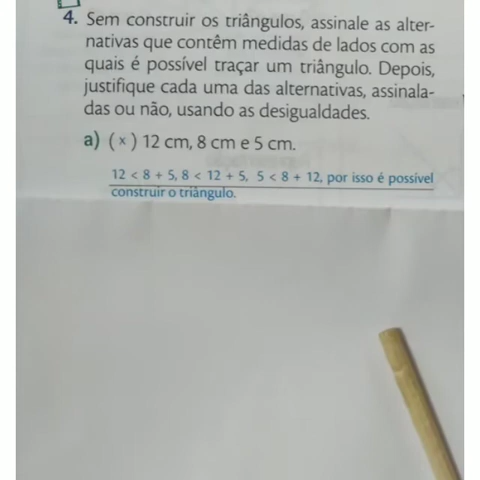 4. Sem construir os triângulos, assinale as alter-
nativas que contêm medidas de lados com as
quais é possível traçar um triângulo. Depois,
justifique cada uma das alternativas, assinala-
das ou não, usando as desigualdades.
a) (x) 12 cm, 8 cm e 5 cm.
12 < 8 + 5, 8 < 12 + 5, 5 < 8 + 12, por isso é possível
construir o triângulo.